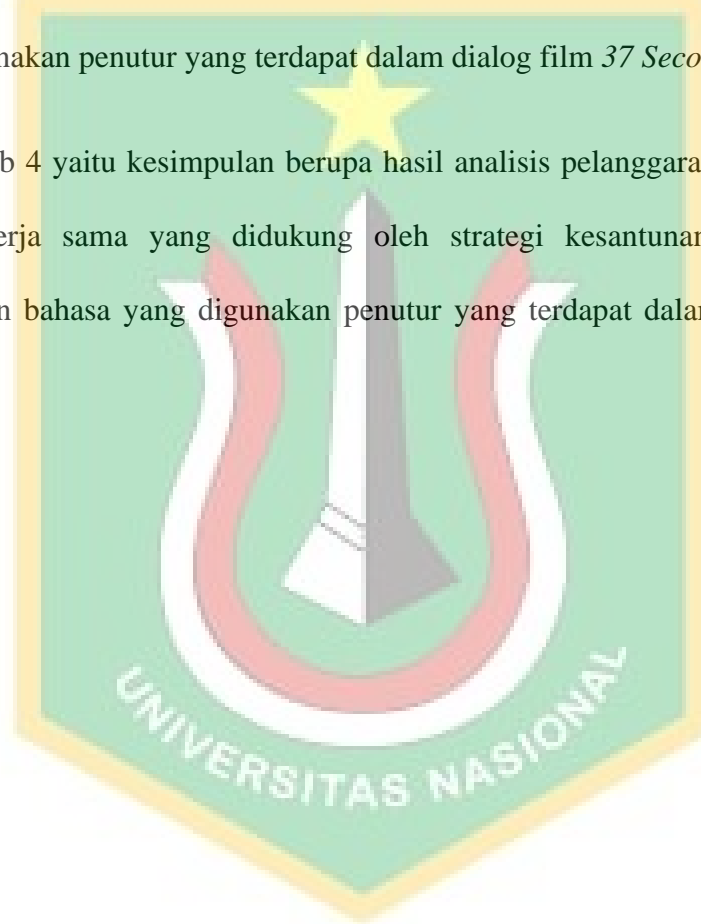 makan penutur yang terdapat dalam dialog film 37 Seco
b 4 yaitu kesimpulan berupa hasil analisis pelanggara
erja sama yang didukung oleh strategi kesantunan
n bahasa yang digunakan penutur yang terdapat dalam
UNIVERSITAS NASIONAL